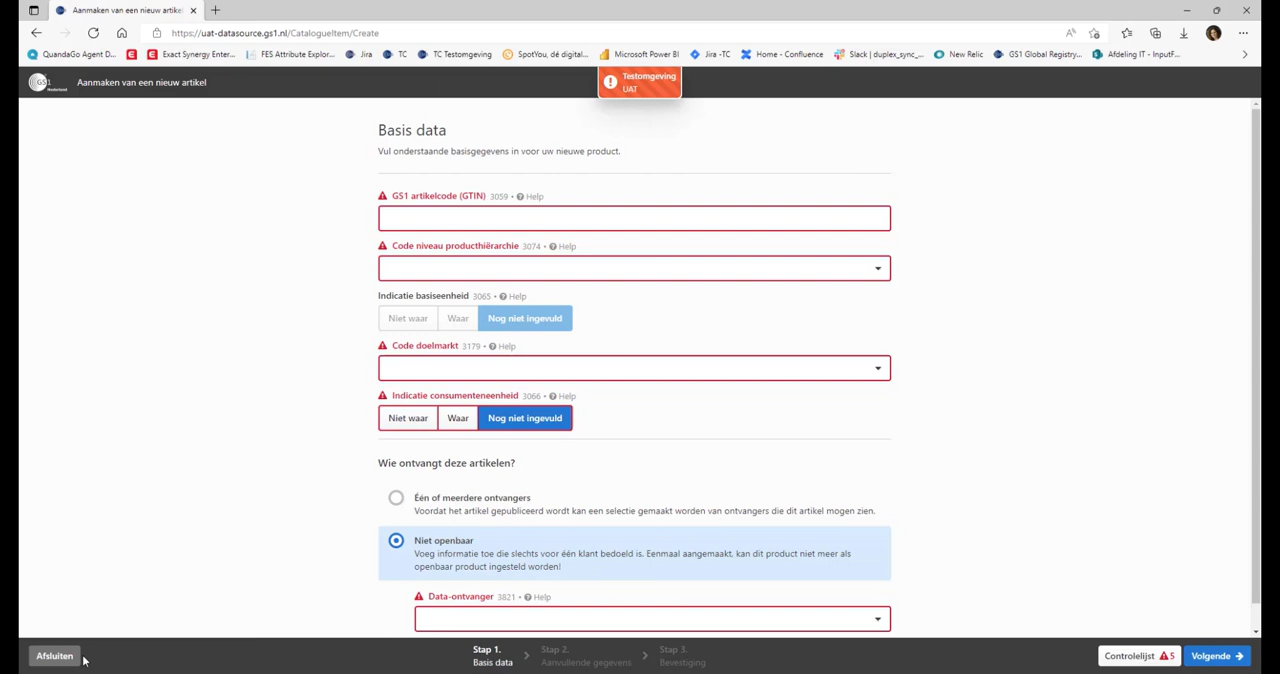 Aanmaken van een nieuw artike
https://uat-datasource.gs1.nl/CatalogueItem/Create
QuandaGo Agent D...
Exact Synergy Enter...
FES Attribute Explor...
Jira
TC
TC Testomgeving
SpotYou, dé digital...
Microsoft Power BI
Jira -TC
Home - Confluence
Slack | duplex_sync_...
New Relic
GS1 Global Registry...
Afdeling IT - InputF...
GS1 Nederland
Aanmaken van een nieuw artikel
Testomgeving
UAT
Basis data
Vul onderstaande basisgegevens in voor uw nieuwe product.
GS1 artikelcode (GTIN) 3059 • Help
Code niveau producthiërarchie 3074 • Help
Indicatie basiseenheid 3065 • Help
Niet waar Waar Nog niet ingevuld
Code doelmarkt 3179 • Help
Indicatie consumenteneenheid 3066 • Help
Niet waar Waar Nog niet ingevuld
Wie ontvangt deze artikelen?
Één of meerdere ontvangers
Voordat het artikel gepubliceerd wordt kan een selectie gemaakt worden van ontvangers die dit artikel mogen zien.
Niet openbaar
Voeg informatie toe die slechts voor één klant bedoeld is. Eenmaal aangemaakt, kan dit product niet meer als
openbaar product ingesteld worden!
Data-ontvanger 3821 • Help
Afsluiten
Stap 1.
Basis data
Stap 2.
Aanvullende gegevens
Stap 3.
Bevestiging
Controlelijst 5
Volgende